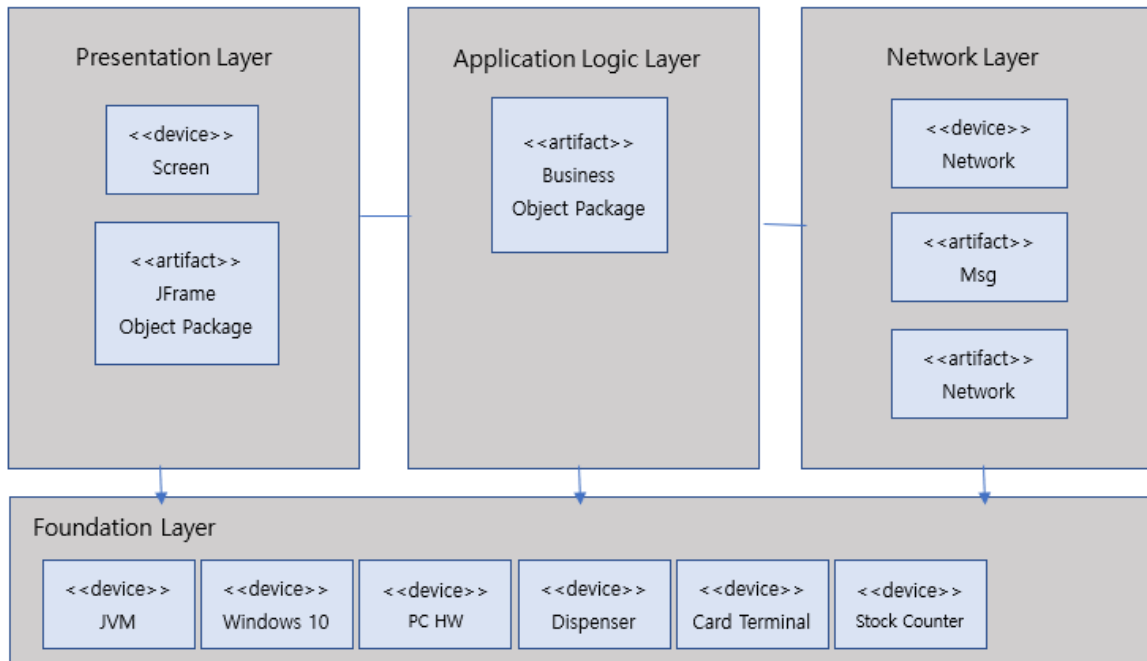 Presentation Layer
<<device>>
Screen
<<artifact>>
JFrame
Object Package
Application Logic Layer
<<artifact>>
Business
Object Package
Network Layer
<<device>>
Network
<<artifact>>
Msg
<<artifact>>
Network
Foundation Layer
<<device>>
JVM
<<device>>
Windows 10
<<device>>
PC HW
<<device>>
Dispenser
<<device>>
Card Terminal
<<device>>
Stock Counter